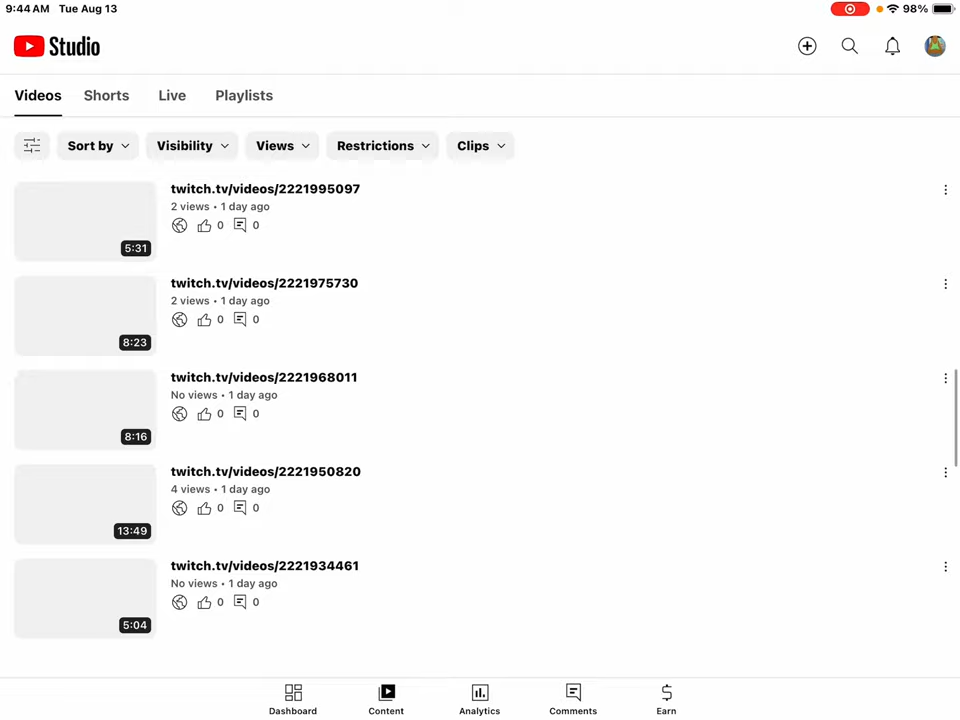 9:44 AM Tue Aug 13 98%
Studio
Videos Shorts Live Playlists
Sort by Visibility Views Restrictions Clips
twitch.tv/videos/2221995097
2 views • 1 day ago
0 0
5:31
twitch.tv/videos/2221975730
2 views • 1 day ago
0 0
8:23
twitch.tv/videos/2221968011
No views • 1 day ago
0 0
8:16
twitch.tv/videos/2221950820
4 views • 1 day ago
0 0
13:49
twitch.tv/videos/2221934461
No views • 1 day ago
0 0
5:04
Dashboard Content Analytics Comments Earn